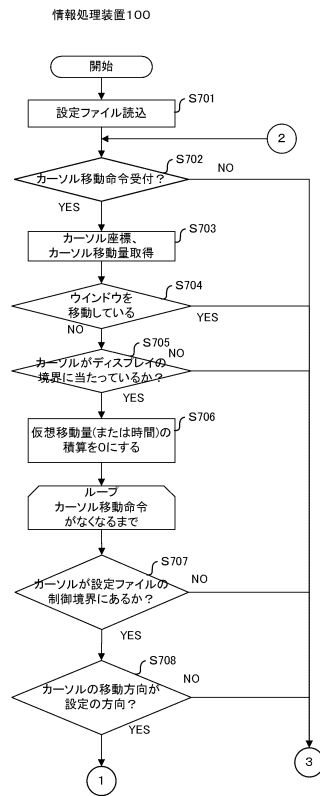 情報処理装置100
開始
S701
設定ファイル読込
2
S702
カーソル移動命令受付？
NO
YES
S703
カーソル座標、
カーソル移動量取得
S704
ウインドウを
移動している
YES
NO
S705
NO
カーソルがディスプレイの
境界に当たっているか？
YES
S706
仮想移動量(または時間)の
積算を0にする
ループ
カーソル移動命令
がなくなるまで
S707
カーソルが設定ファイルの
制御境界にあるか？
NO
YES
S708
カーソルの移動方向が
設定の方向？
NO
YES
1
3